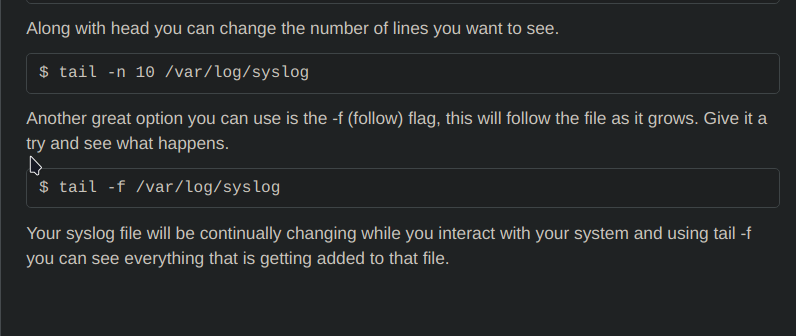 Along with head you can change the number of lines you want to see.
$ tail -n 10 /var/log/syslog
Another great option you can use is the -f (follow) flag, this will follow the file as it grows. Give it a
try and see what happens.
$ tail -f /var/log/syslog
Your syslog file will be continually changing while you interact with your system and using tail -f
you can see everything that is getting added to that file.